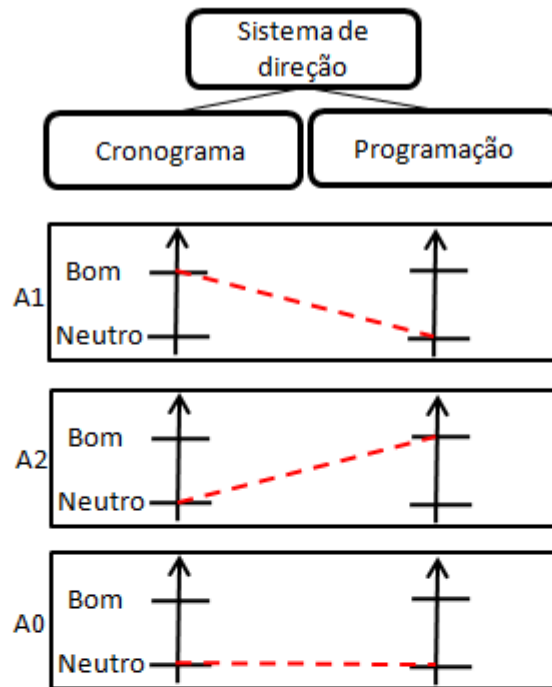 Sistema de
direção
Cronograma
Programação
A1
Bom
Neutro
A2
Bom
Neutro
A0
Bom
Neutro